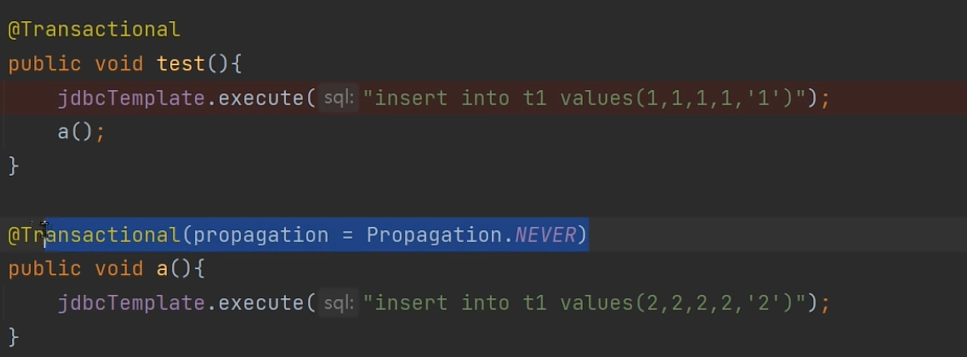 @Transactional
public void test(){
jdbcTemplate.execute( sql: "insert into t1 values(1,1,1,1,'1')");
a();
}
@Transactional(propagation = Propagation.NEVER)
public void a(){
jdbcTemplate.execute( sql: "insert into t1 values(2,2,2,2,'2')");
}